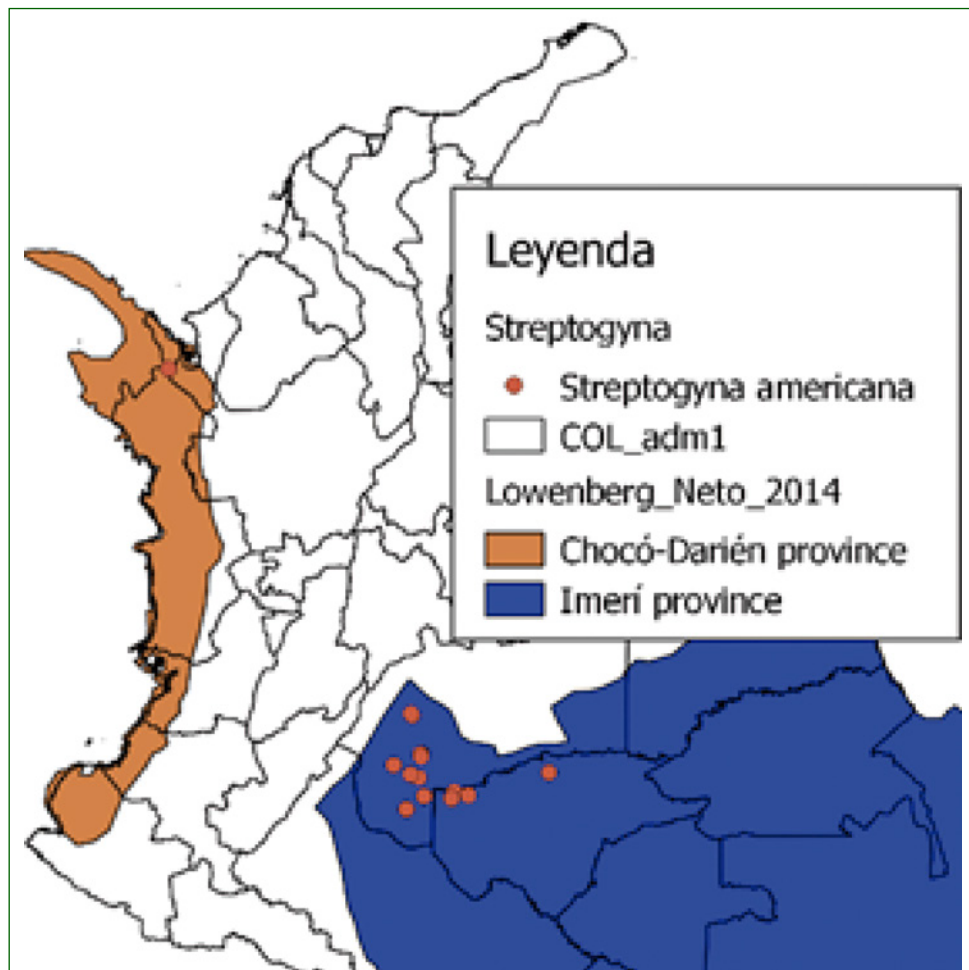 Leyenda
Streptogyna
Streptogyna americana
COL_adm1
Lowenberg_Neto_2014
Chocó-Darién province
Imerí province